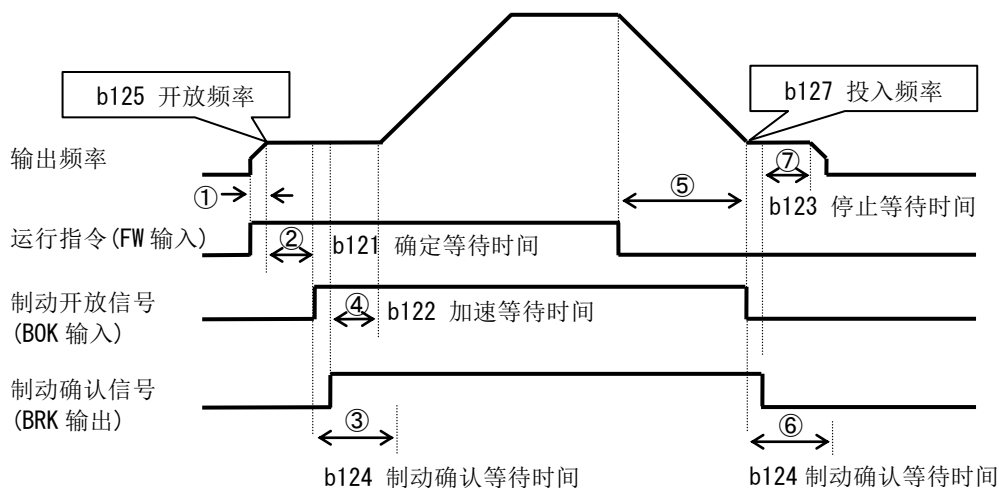 b125 开放频率
b127 投入频率
输出频率
①
⑤
⑦
b123 停止等待时间
运行指令(FW 输入)
②
b121 确定等待时间
制动开放信号
(BOK 输入)
④
b122 加速等待时间
制动确认信号
(BRK 输出)
③
⑥
b124 制动确认等待时间
b124 制动确认等待时间